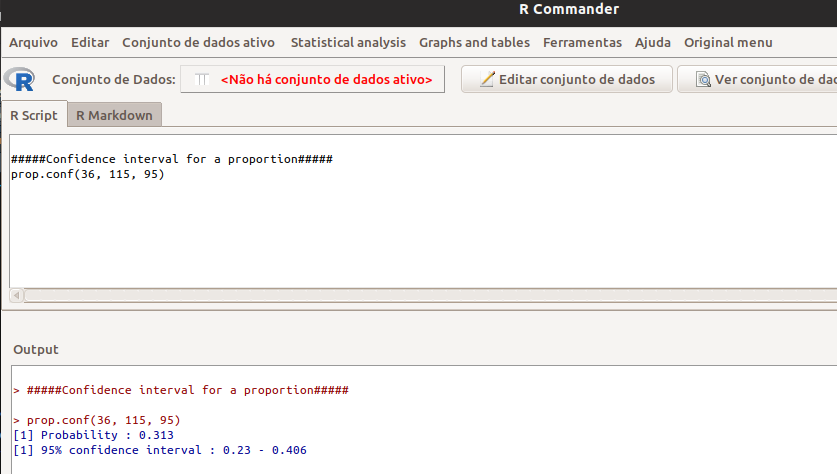 R Commander
Arquivo Editar Conjunto de dados ativo Statistical analysis Graphs and tables Ferramentas Ajuda Original menu
R Conjunto de Dados: <Não há conjunto de dados ativo> Editar conjunto de dados Ver conjunto de
R Script R Markdown
#####Confidence interval for a proportion#####
prop.conf(36, 115, 95)
Output
> #####Confidence interval for a proportion#####
> prop.conf(36, 115, 95)
[1] Probability : 0.313
[1] 95% confidence interval : 0.23 - 0.406